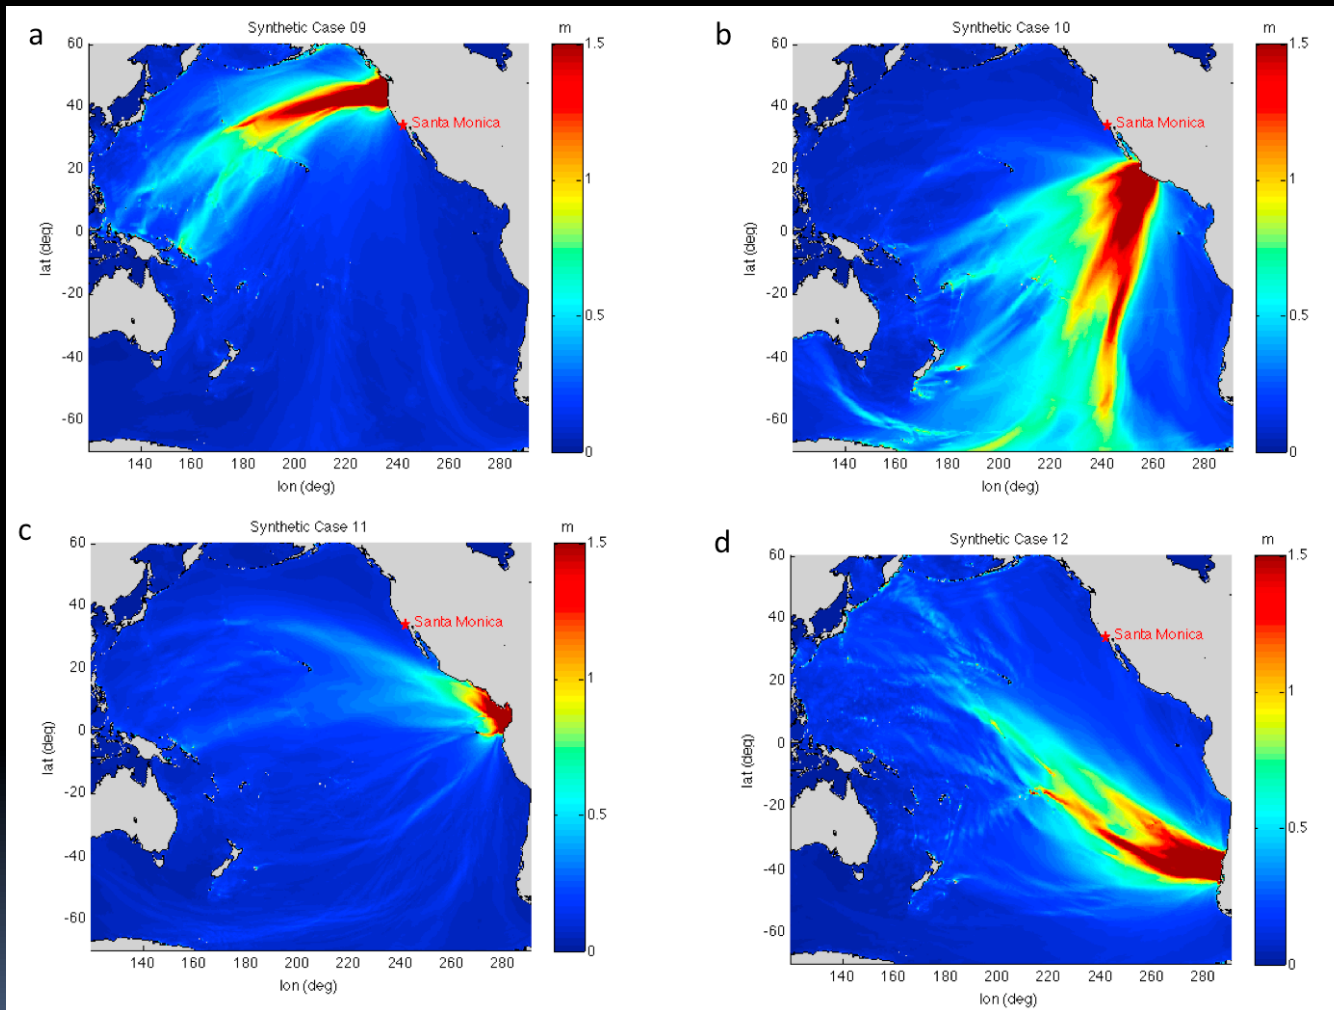 a
Synthetic Case 09
m
60
40
20
0
-20
-40
-60
lat (deg)
140 160 180 200 220 240 260 280
lon (deg)
Santa Monica
1.5
1
0.5
0
b
Synthetic Case 10
m
60
40
20
0
-20
-40
-60
lat (deg)
140 160 180 200 220 240 260 280
lon (deg)
Santa Monica
1.5
1
0.5
0
c
Synthetic Case 11
m
60
40
20
0
-20
-40
-60
lat (deg)
140 160 180 200 220 240 260 280
lon (deg)
Santa Monica
1.5
1
0.5
0
d
Synthetic Case 12
m
60
40
20
0
-20
-40
-60
lat (deg)
140 160 180 200 220 240 260 280
lon (deg)
Santa Monica
1.5
1
0.5
0